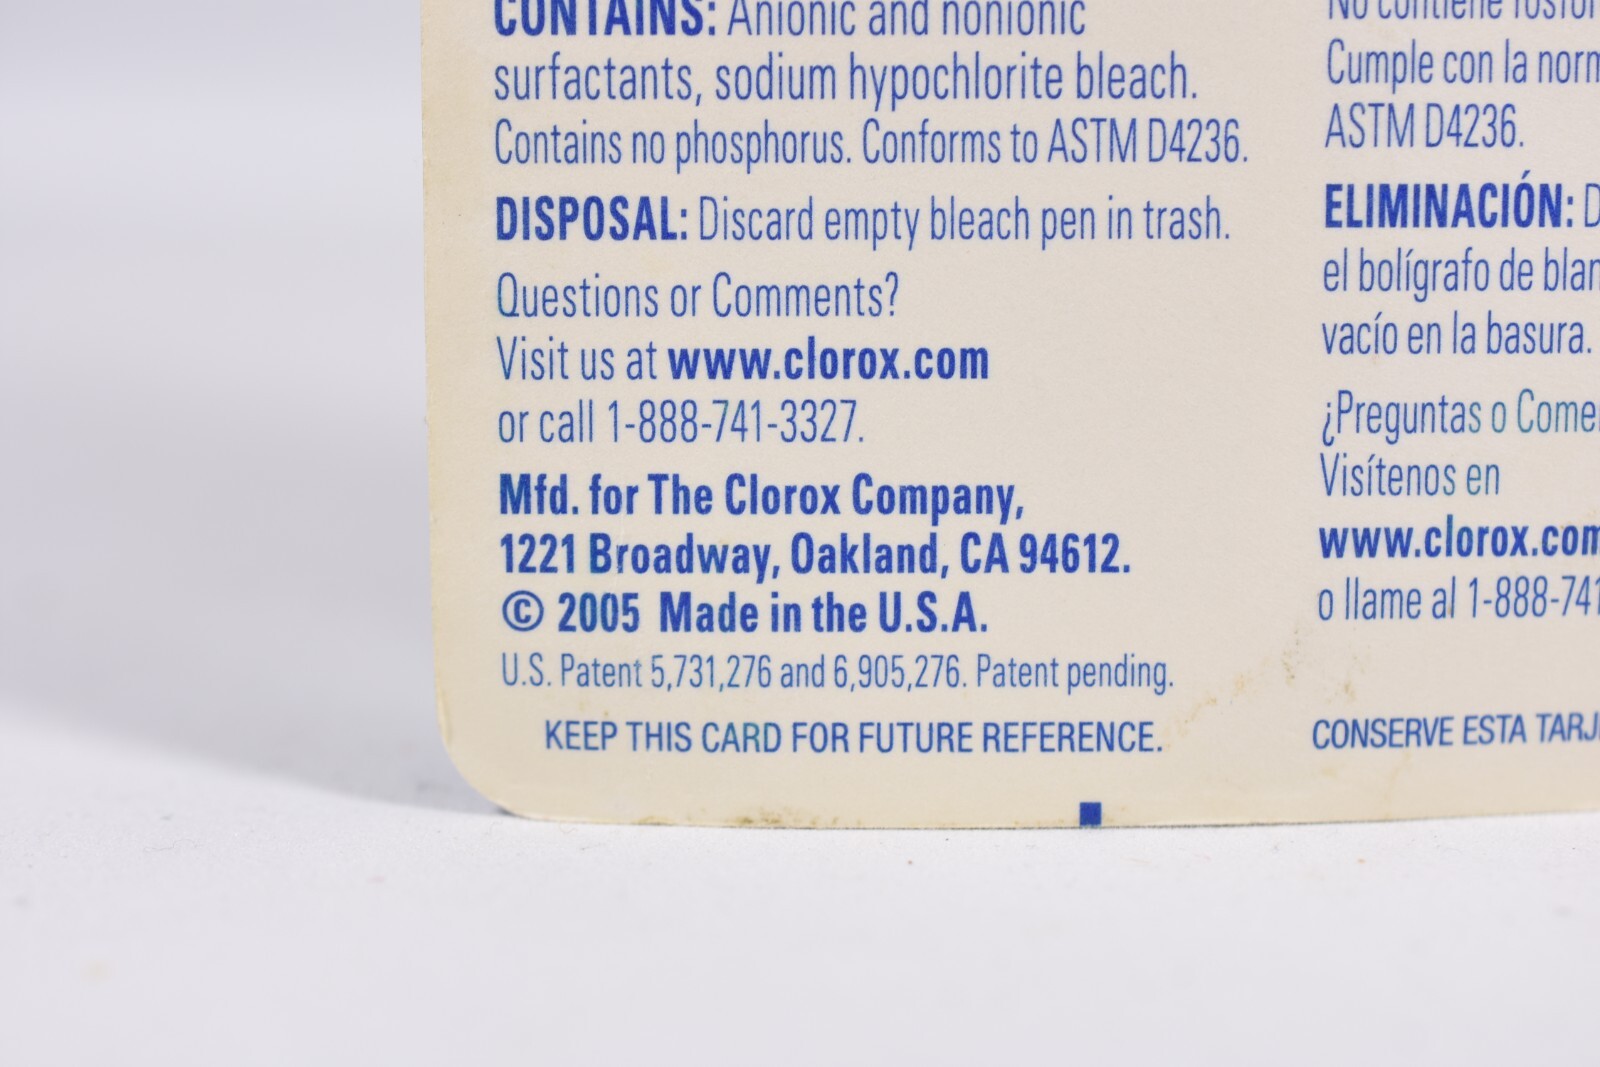 CONTAINS: Anionic and nonionic
surfactants, sodium hypochlorite bleach.
Contains no phosphorus. Conforms to ASTM D4236.
DISPOSAL: Discard empty bleach pen in trash.
Questions or Comments?
Visit us at www.clorox.com
or call 1-888-741-3327.
Mfd. for The Clorox Company,
1221 Broadway, Oakland, CA 94612.
© 2005 Made in the U.S.A.
U.S. Patent 5,731,276 and 6,905,276. Patent pending.
KEEP THIS CARD FOR FUTURE REFERENCE.
No contiene
Cumple con la
ASTM D4236.
ELIMINACIÓN:
el bolígrafo de
vacío en la basura.
¿Preguntas o
Visítenos en
www.clorox.com
o llame al 1-888-741
CONSERVE ESTA